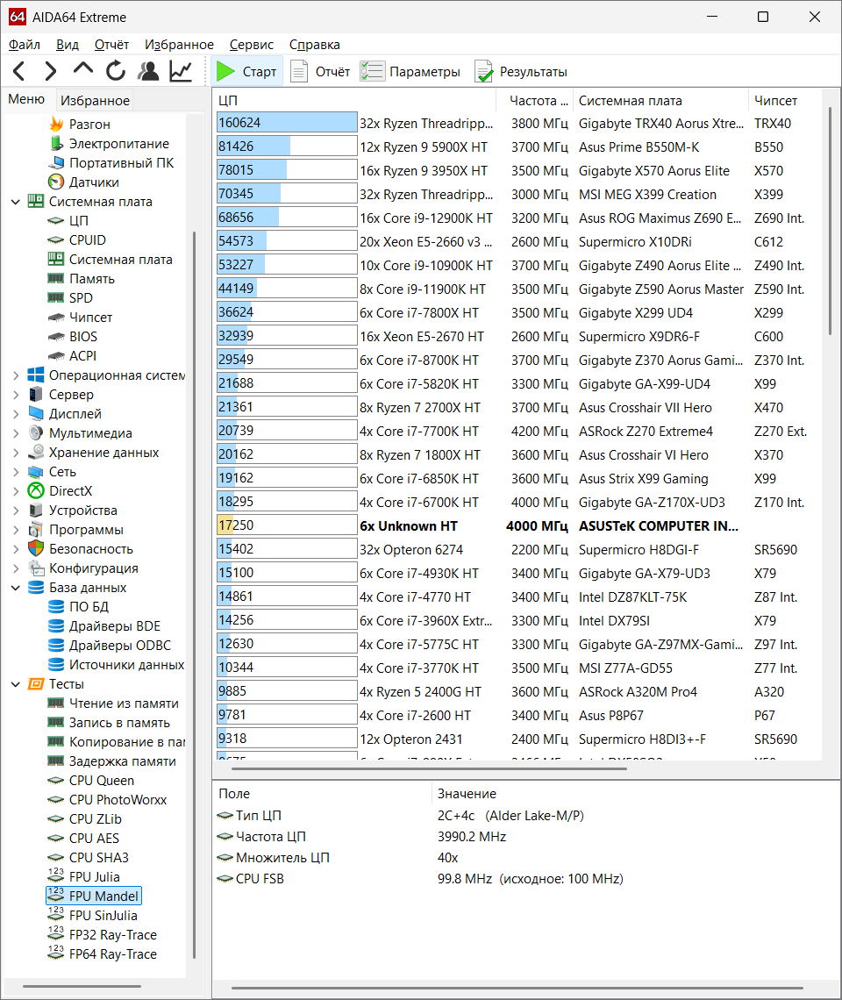 AIDA64 Extreme
Файл Вид Отчёт Избранное Сервис Справка
Старт Отчёт Параметры Результаты
Меню Избранное
Разгон
Электропитание
Портативный ПК
Датчики
Системная плата
ЦП
CPUID
Системная плата
Память
SPD
Чипсет
BIOS
ACPI
Операционная систем
Сервер
Дисплей
Мультимедиа
Хранение данных
Сеть
DirectX
Устройства
Программы
Безопасность
Конфигурация
База данных
ПО БД
Драйверы BDE
Драйверы ODBC
Источники данных
Тесты
Чтение из памяти
Запись в память
Копирование в па
Задержка памяти
CPU Queen
CPU PhotoWorxx
CPU ZLib
CPU AES
CPU SHA3
FPU Julia
FPU Mandel
FPU SinJulia
FP32 Ray-Trace
FP64 Ray-Trace
ЦП Частота ... Системная плата Чипсет
160624 32x Ryzen Threadripp... 3800 МГц Gigabyte TRX40 Aorus Xtre... TRX40
81426 12x Ryzen 9 5900X HT 3700 МГц Asus Prime B550M-K B550
78015 16x Ryzen 9 3950X HT 3500 МГц Gigabyte X570 Aorus Elite X570
70345 32x Ryzen Threadripp... 3000 МГц MSI MEG X399 Creation X399
68656 16x Core i9-12900K HT 3200 МГц Asus ROG Maximus Z690 E... Z690 Int.
54573 20x Xeon E5-2660 v3 ... 2600 МГц Supermicro X10DRi C612
53227 10x Core i9-10900K HT 3700 МГц Gigabyte Z490 Aorus Elite ... Z490 Int.
44149 8x Core i9-11900K HT 3500 МГц Gigabyte Z590 Aorus Master Z590 Int.
36624 6x Core i7-7800X HT 3500 МГц Gigabyte X299 UD4 X299
32939 16x Xeon E5-2670 HT 2600 МГц Supermicro X9DR6-F C600
29549 6x Core i7-8700K HT 3700 МГц Gigabyte Z370 Aorus Gami... Z370 Int.
21688 6x Core i7-5820K HT 3300 МГц Gigabyte GA-X99-UD4 X99
21361 8x Ryzen 7 2700X HT 3700 МГц Asus Crosshair VII Hero X470
20739 4x Core i7-7700K HT 4200 МГц ASRock Z270 Extreme4 Z270 Ext.
20162 8x Ryzen 7 1800X HT 3600 МГц Asus Crosshair VI Hero X370
19162 6x Core i7-6850K HT 3600 МГц Asus Strix X99 Gaming X99
18295 4x Core i7-6700K HT 4000 МГц Gigabyte GA-Z170X-UD3 Z170 Int.
17250 6x Unknown HT 4000 МГц ASUSTeK COMPUTER IN...
15402 32x Opteron 6274 2200 МГц Supermicro H8DGI-F SR5690
15100 6x Core i7-4930K HT 3400 МГц Gigabyte GA-X79-UD3 X79
14861 4x Core i7-4770 HT 3400 МГц Intel DZ87KLT-75K Z87 Int.
14256 6x Core i7-3960X Extr... 3300 МГц Intel DX79SI X79
12630 4x Core i7-5775C HT 3300 МГц Gigabyte GA-Z97MX-Gami... Z97 Int.
10344 4x Core i7-3770K HT 3500 МГц MSI Z77A-GD55 Z77 Int.
9885 4x Ryzen 5 2400G HT 3600 МГц ASRock A320M Pro4 A320
9781 4x Core i7-2600 HT 3400 МГц Asus P8P67 P67
9318 12x Opteron 2431 2400 МГц Supermicro H8DI3+-F SR5690
Поле Значение
Тип ЦП 2C+4c (Alder Lake-M/P)
Частота ЦП 3990.2 MHz
Множитель ЦП 40x
CPU FSB 99.8 MHz (исходное: 100 MHz)